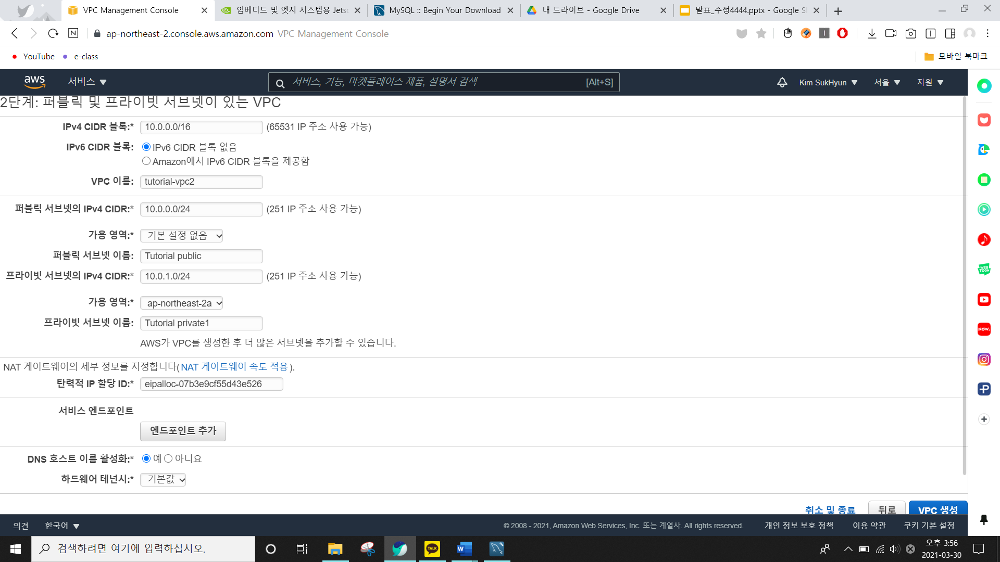 VPC Management Console
임베디드 및 엣지 시스템용 Jetso
MySQL :: Begin Your Download
내 드라이브 - Google Drive
발표_수정4444.pptx - Google Sl
N
ap-northeast-2.console.aws.amazon.com VPC Management Console
YouTube
e-class
모바일 북마크
aws
서비스
서비스, 기능, 마켓플레이스 제품, 설명서 검색
[Alt+S]
Kim SukHyun
서울
지원
2단계: 퍼블릭 및 프라이빗 서브넷이 있는 VPC
IPv4 CIDR 블록:* 10.0.0.0/16 (65531 IP 주소 사용 가능)
IPv6 CIDR 블록: IPv6 CIDR 블록 없음
Amazon에서 IPv6 CIDR 블록을 제공함
VPC 이름: tutorial-vpc2
퍼블릭 서브넷의 IPv4 CIDR:* 10.0.0.0/24 (251 IP 주소 사용 가능)
가용 영역:* 기본 설정 없음
퍼블릭 서브넷 이름: Tutorial public
프라이빗 서브넷의 IPv4 CIDR:* 10.0.1.0/24 (251 IP 주소 사용 가능)
가용 영역:* ap-northeast-2a
프라이빗 서브넷 이름: Tutorial private1
AWS가 VPC를 생성한 후 더 많은 서브넷을 추가할 수 있습니다.
NAT 게이트웨이의 세부 정보를 지정합니다(NAT 게이트웨이 속도 적용).
탄력적 IP 할당 ID:* eipalloc-07b3e9cf55d43e526
서비스 엔드포인트
엔드포인트 추가
DNS 호스트 이름 활성화:* 예 아니요
하드웨어 테넌시:* 기본값
취소 및 종료
뒤로
VPC 생성
WEB
TOON
NOW.
의견
한국어
© 2008 - 2021, Amazon Web Services, Inc. 또는 계열사. All rights reserved.
개인 정보 보호 정책
이용 약관
쿠키 기본 설정
검색하려면 여기에 입력하십시오.
TALK
W
오후 3:56
2021-03-30